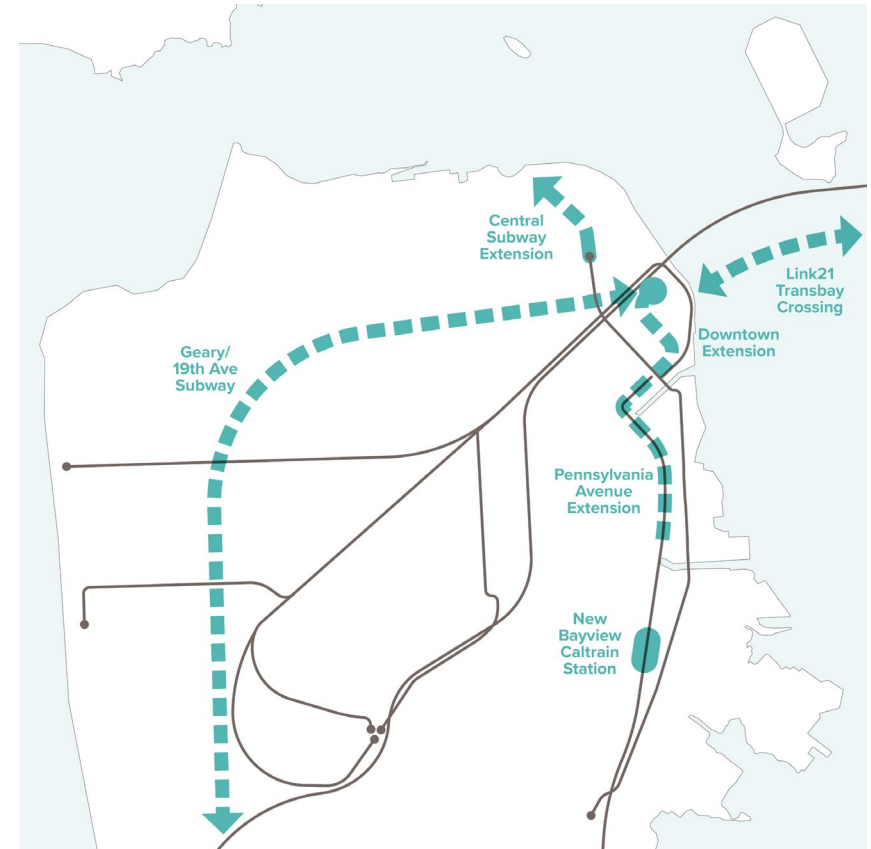 Central
Subway
Extension
Link21
Transbay
Crossing
Downtown
Extension
Geary/
19th Ave
Subway
Pennsylvania
Avenue
Extension
New
Bayview
Caltrain
Station